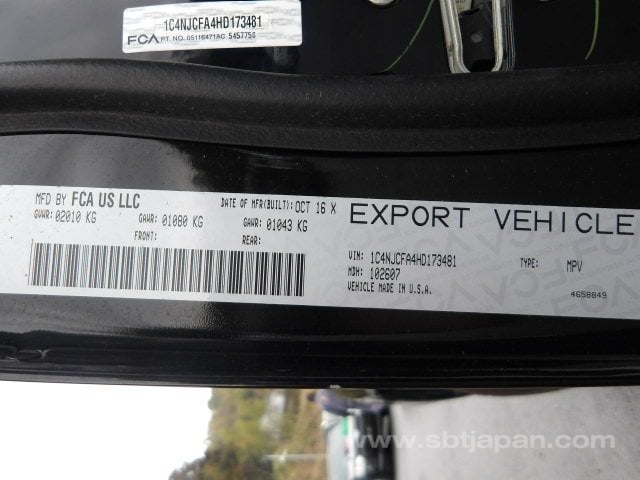 1C4NJCFA4HD173481
FCA PT. NO. 05116471AC 5457750
MFD BY FCA US LLC DATE OF MFR(BUILT): OCT 16 X
GVWR: 02010 KG GAWR: 01080 KG GAWR: 01043 KG
FRONT: REAR:
EXPORT VEHICLE
VIN: 1C4NJCFA4HD173481 TYPE: MPV
MDH: 102607
VEHICLE MADE IN U.S.A.
4658849
www.sbtjapan.com